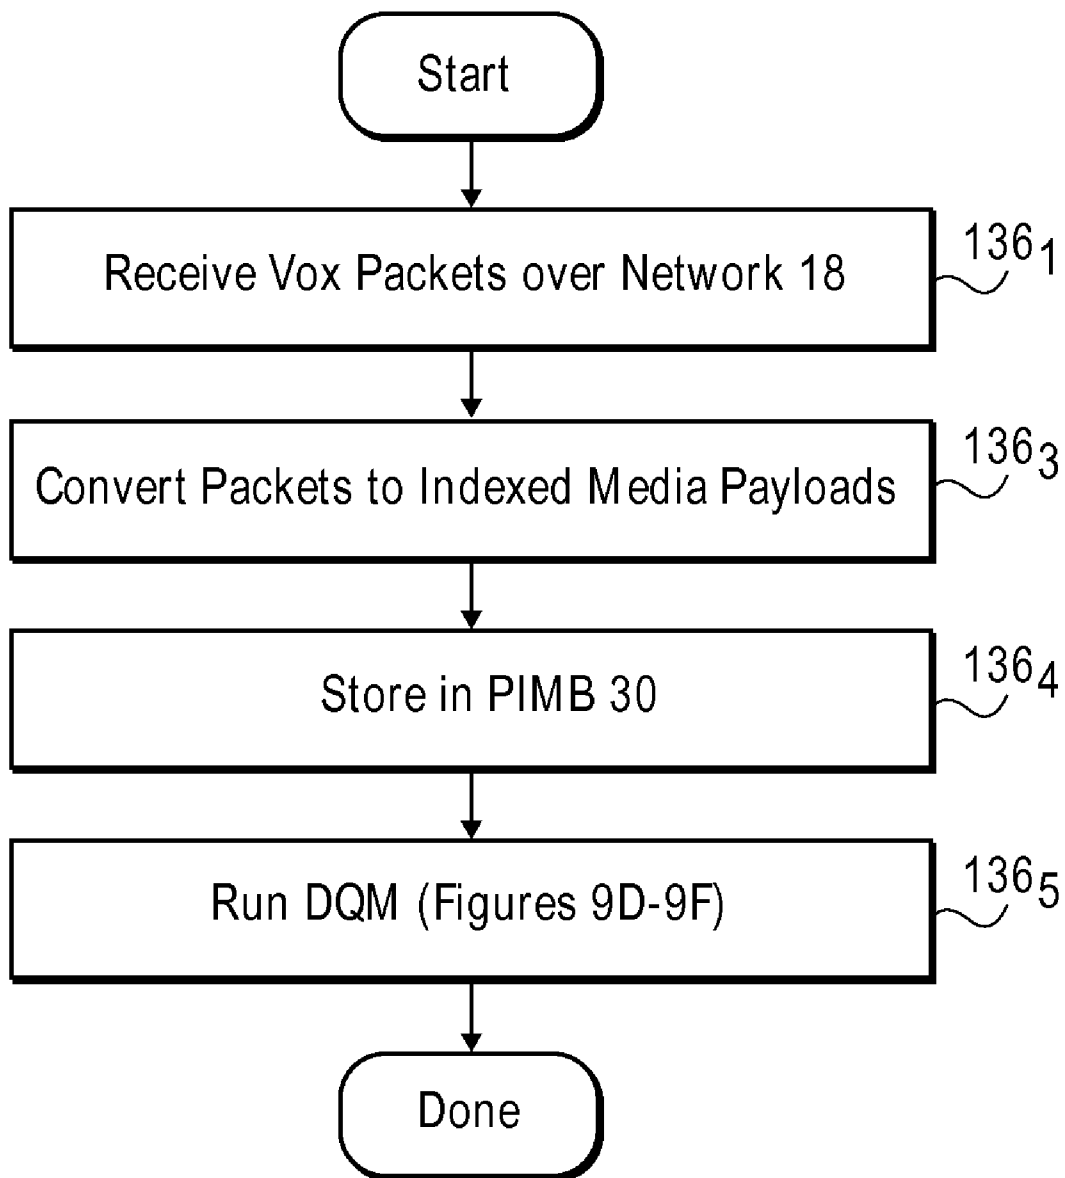 Start
Receive Vox Packets over Network 18
136₁
Convert Packets to Indexed Media Payloads
136₃
Store in PIMB 30
136₄
Run DQM (Figures 9D-9F)
136₅
Done